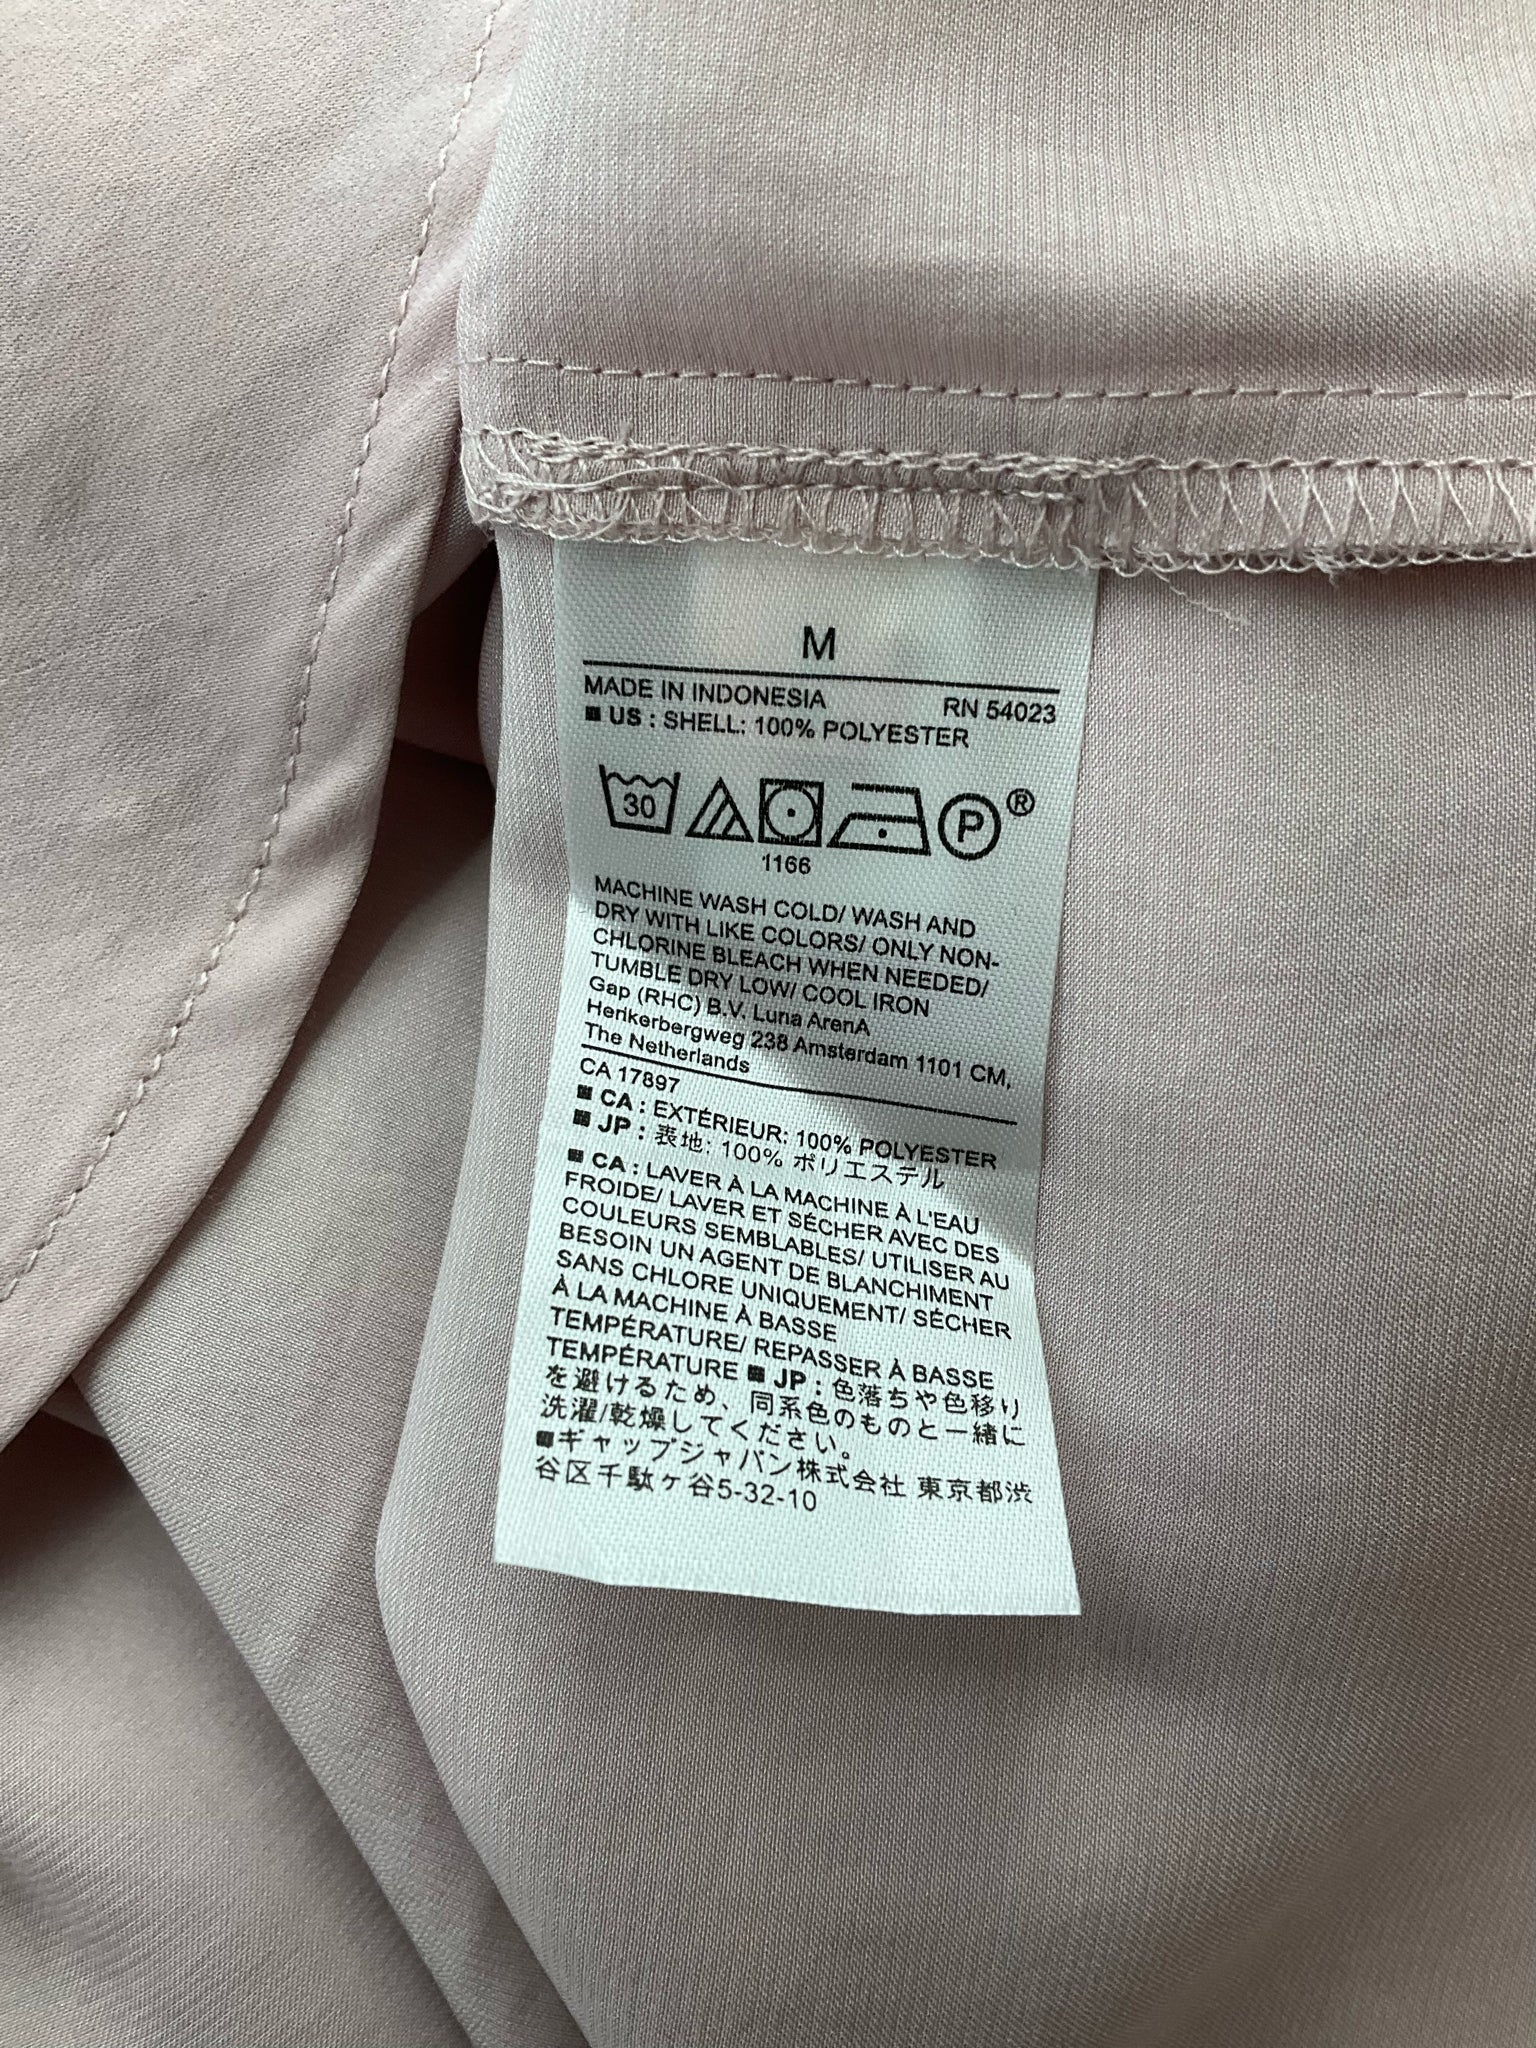 M
MADE IN INDONESIA RN 54023
■ US : SHELL: 100% POLYESTER
30 P ®
1166
MACHINE WASH COLD/ WASH AND
DRY WITH LIKE COLORS/ ONLY NON-
CHLORINE BLEACH WHEN NEEDED/
TUMBLE DRY LOW/ COOL IRON
Gap (RHC) B.V. Luna ArenA
Herikerbergweg 238 Amsterdam 1101 CM,
The Netherlands
CA 17897
■ CA : EXTÉRIEUR: 100% POLYESTER
■ JP : 表地: 100% ポリエステル
■ CA : LAVER À LA MACHINE À L'EAU
FROIDE/ LAVER ET SÉCHER AVEC DES
COULEURS SEMBLABLES/ UTILISER AU
BESOIN UN AGENT DE BLANCHIMENT
SANS CHLORE UNIQUEMENT/ SÉCHER
À LA MACHINE À BASSE
TEMPÉRATURE/ REPASSER À BASSE
TEMPÉRATURE ■ JP : 色落ちや色移り
を避けるため、同系色のものと一緒に
洗濯/乾燥してください。
■ギャップジャパン株式会社 東京都渋
谷区千駄ヶ谷5-32-10